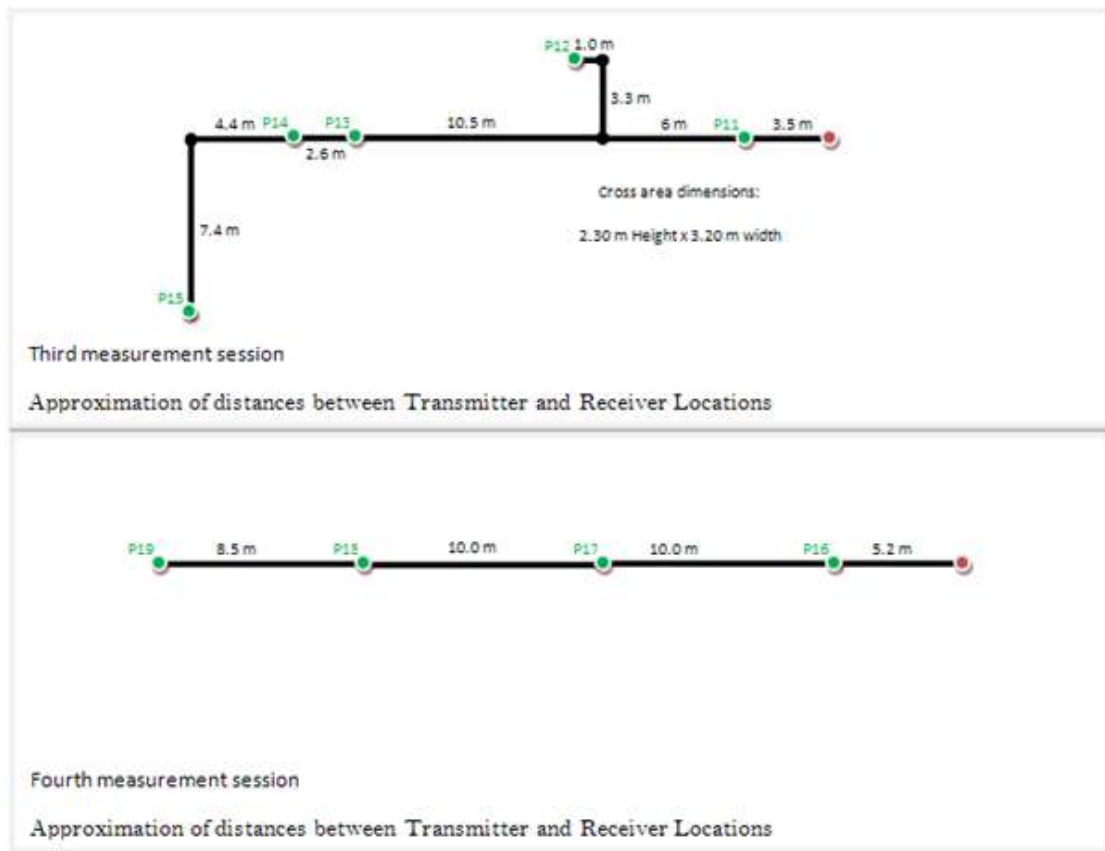 P12 1.0 m
3.3 m
4.4 m P14 P13 10.5 m 6 m P11 3.5 m
2.6 m
Cross area dimensions:
7.4 m
2.30 m Height x 3.20 m width
P15
Third measurement session
Approximation of distances between Transmitter and Receiver Locations
P19 8.5 m P18 10.0 m P17 10.0 m P16 5.2 m
Fourth measurement session
Approximation of distances between Transmitter and Receiver Locations